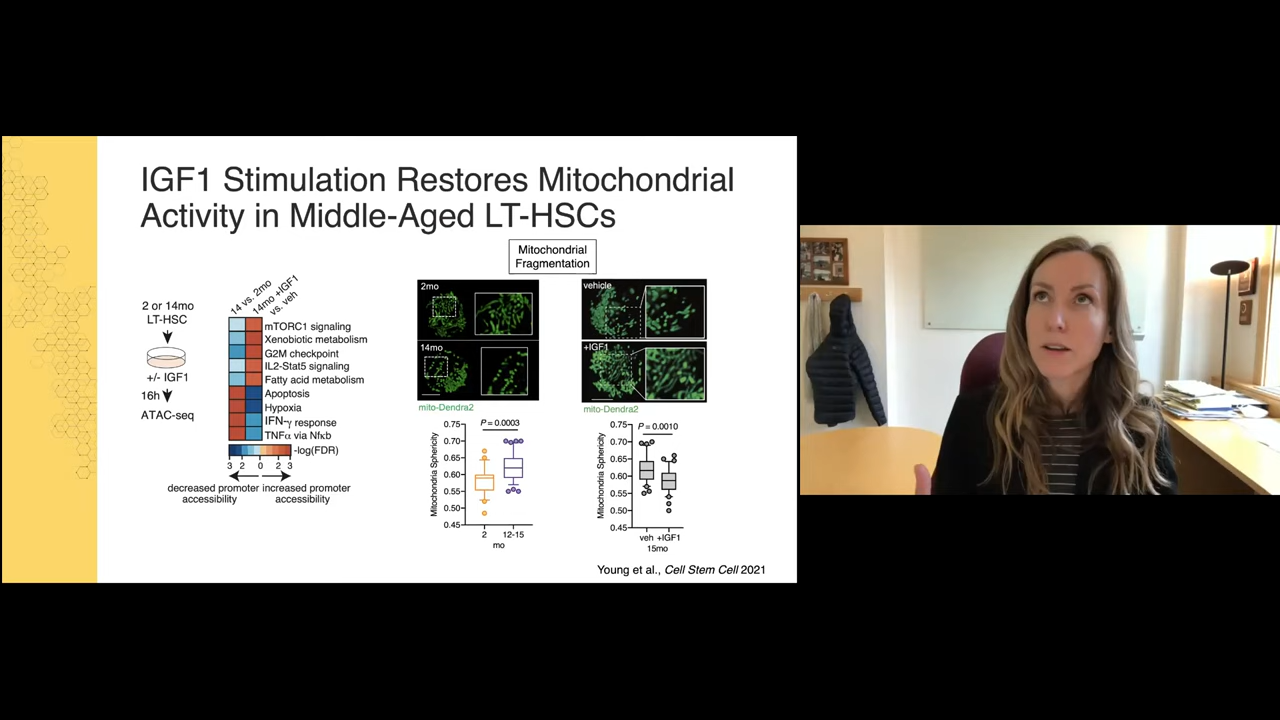 IGF1 Stimulation Restores Mitochondrial
Activity in Middle-Aged LT-HSCs
Mitochondrial
Fragmentation
2 or 14mo
LT-HSC
+/- IGF1
16h
ATAC-seq
14 vs. 2mo
14mo +IGF1
vs. veh
mTORC1 signaling
Xenobiotic metabolism
G2M checkpoint
IL2-Stat5 signaling
Fatty acid metabolism
Apoptosis
Hypoxia
IFN-γ response
TNFα via Nfκb
-log(FDR)
3 2 0 2 3
decreased promoter
accessibility
increased promoter
accessibility
2mo
14mo
mito-Dendra2
P = 0.0003
Mitochondria Sphericity
0.75
0.70
0.65
0.60
0.55
0.50
0.45
2 12-15
mo
vehicle
+IGF1
mito-Dendra2
P = 0.0010
Mitochondria Sphericity
0.75
0.70
0.65
0.60
0.55
0.50
0.45
veh +IGF1
15mo
Young et al., Cell Stem Cell 2021